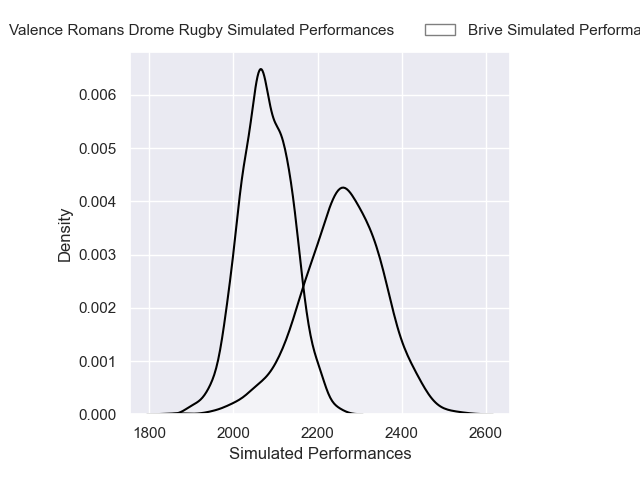 Valence Romans Drome Rugby Simulated Performances
Brive Simulated Performa
0.006
0.005
0.004
0.003
0.002
0.001
0.000
Density
1800 2000 2200 2400 2600
Simulated Performances